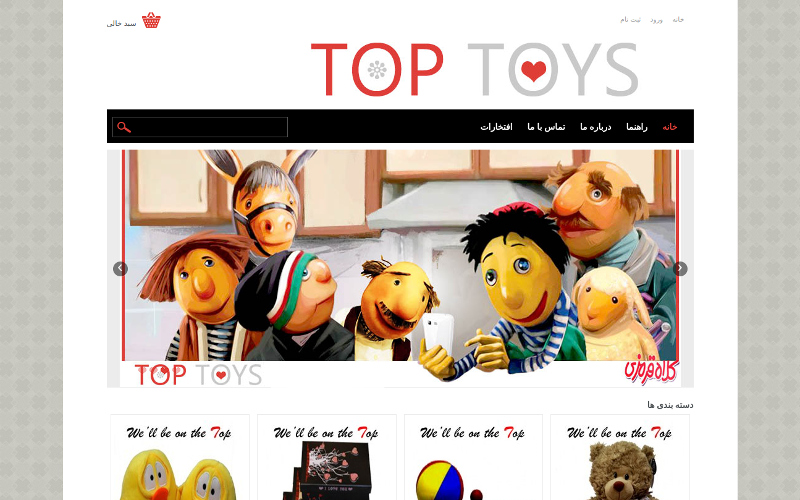 خانه ورود ثبت نام
سبد خالی
TOP TOYS
خانه راهنما درباره ما تماس با ما افتخارات
TOP TOYS
کلاه قرمزی
دسته بندی ها
We'll be on the Top
We'll be on the Top
We'll be on the Top
We'll be on the Top
I LOVE YOU